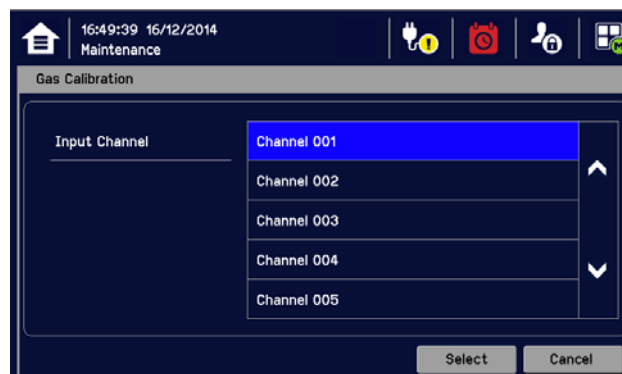 16:49:39 16/12/2014
Maintenance
Gas Calibration
Input Channel
Channel 001
Channel 002
Channel 003
Channel 004
Channel 005
Select
Cancel